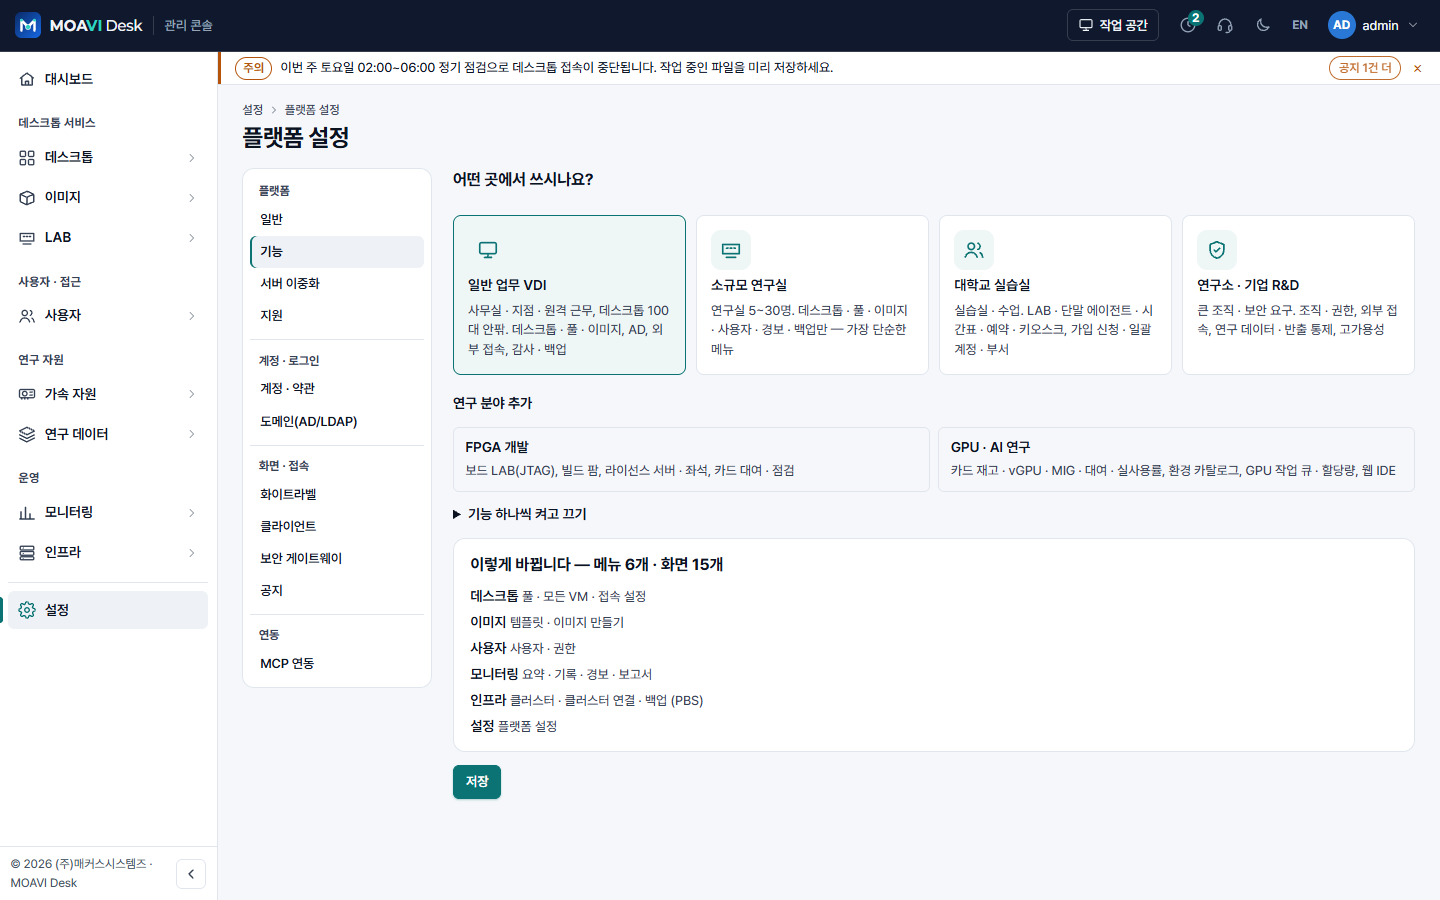 MOAVI Desk
관리 콘솔
작업 공간
2
EN
AD
admin
대시보드
데스크톱 서비스
데스크톱
이미지
LAB
사용자 · 접근
사용자
연구 자원
가속 자원
연구 데이터
운영
모니터링
인프라
설정
© 2026 (주)매커스시스템즈 ·
MOAVI Desk
주의
이번 주 토요일 02:00~06:00 정기 점검으로 데스크톱 접속이 중단됩니다. 작업 중인 파일을 미리 저장하세요.
공지 1건 더
×
설정 > 플랫폼 설정
플랫폼 설정
플랫폼
일반
기능
서버 이중화
지원
계정 · 로그인
계정 · 약관
도메인(AD/LDAP)
화면 · 접속
화이트라벨
클라이언트
보안 게이트웨이
공지
연동
MCP 연동
어떤 곳에서 쓰시나요?
일반 업무 VDI
사무실 · 지점 · 원격 근무, 데스크톱 100
대 안팎. 데스크톱 · 풀 · 이미지, AD, 외
부 접속, 감사 · 백업
소규모 연구실
연구실 5~30명. 데스크톱 · 풀 · 이미지
· 사용자 · 경보 · 백업만 — 가장 단순한
메뉴
대학교 실습실
실습실 · 수업. LAB · 단말 에이전트 · 시
간표 · 예약 · 키오스크, 가입 신청 · 일괄
계정 · 부서
연구소 · 기업 R&D
큰 조직 · 보안 요구. 조직 · 권한, 외부 접
속, 연구 데이터 · 반출 통제, 고가용성
연구 분야 추가
FPGA 개발
보드 LAB(JTAG), 빌드 팜, 라이선스 서버 · 좌석, 카드 대여 · 점검
GPU · AI 연구
카드 재고 · vGPU · MIG · 대여 · 실사용률, 환경 카탈로그, GPU 작업 큐 · 할당량, 웹 IDE
▶ 기능 하나씩 켜고 끄기
이렇게 바뀝니다 — 메뉴 6개 · 화면 15개
데스크톱 풀 · 모든 VM · 접속 설정
이미지 템플릿 · 이미지 만들기
사용자 사용자 · 권한
모니터링 요약 · 기록 · 경보 · 보고서
인프라 클러스터 · 클러스터 연결 · 백업 (PBS)
설정 플랫폼 설정
저장